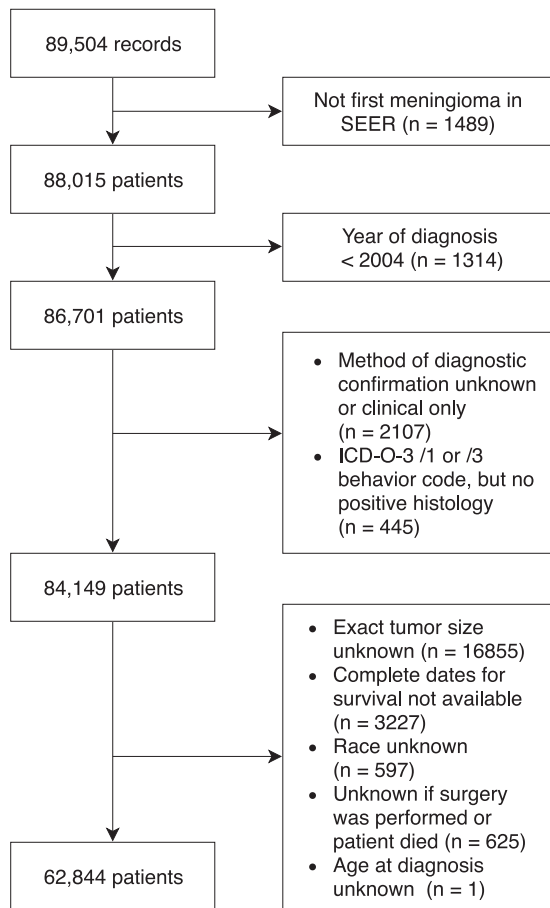 89,504 records
Not first meningioma in
SEER (n = 1489)
88,015 patients
Year of diagnosis
< 2004 (n = 1314)
86,701 patients
• Method of diagnostic
confirmation unknown
or clinical only
(n = 2107)
• ICD-O-3 /1 or /3
behavior code, but no
positive histology
(n = 445)
84,149 patients
• Exact tumor size
unknown (n = 16855)
• Complete dates for
survival not available
(n = 3227)
• Race unknown
(n = 597)
• Unknown if surgery
was performed or
patient died (n = 625)
• Age at diagnosis
unknown (n = 1)
62,844 patients